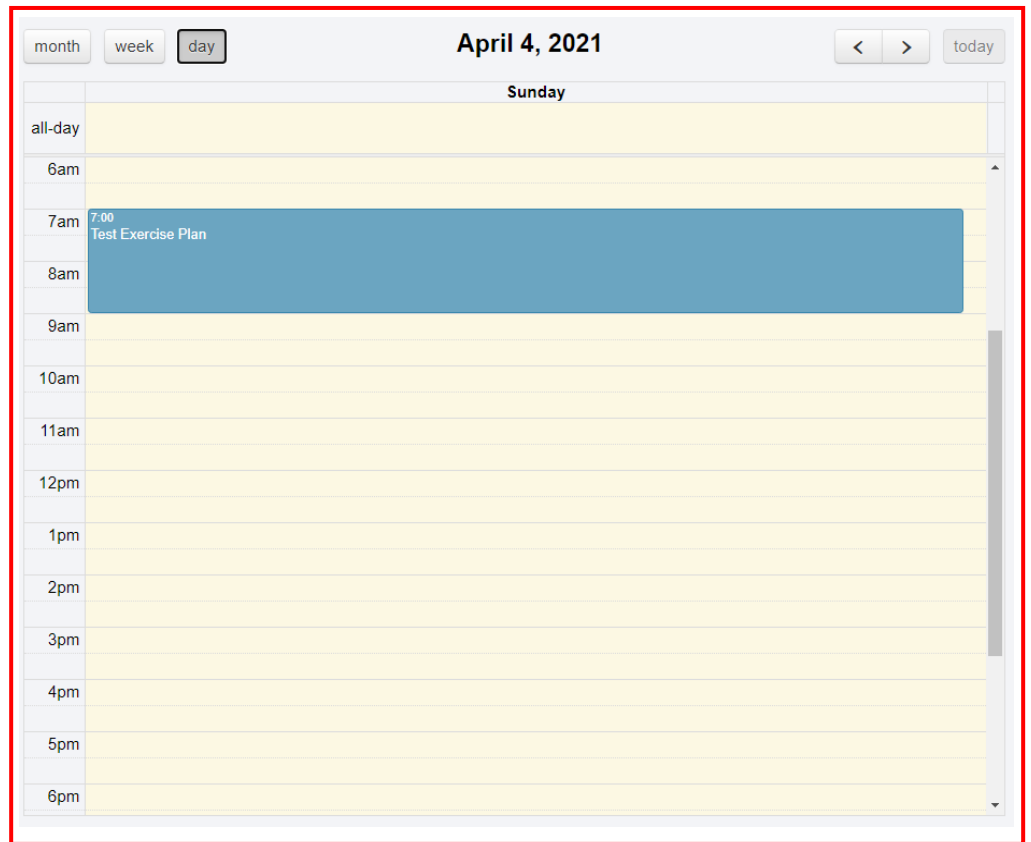 month week day April 4, 2021 < > today
Sunday
all-day
6am
7am 7:00
Test Exercise Plan
8am
9am
10am
11am
12pm
1pm
2pm
3pm
4pm
5pm
6pm